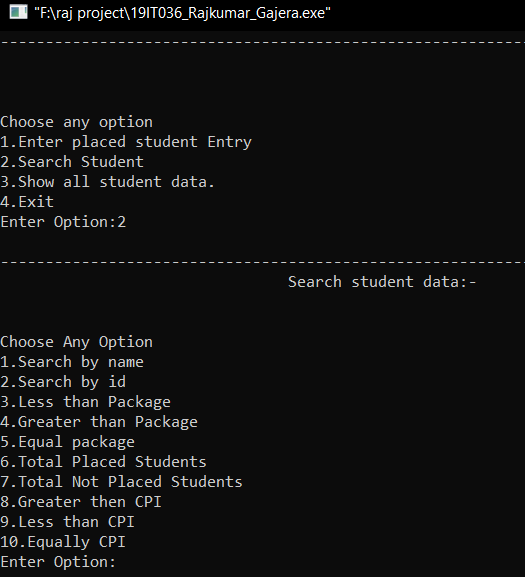 "F:\raj project\19IT036_Rajkumar_Gajera.exe"
-----------------------------------------------------------
Choose any option
1.Enter placed student Entry
2.Search Student
3.Show all student data.
4.Exit
Enter Option:2
-----------------------------------------------------------
Search student data:-
Choose Any Option
1.Search by name
2.Search by id
3.Less than Package
4.Greater than Package
5.Equal package
6.Total Placed Students
7.Total Not Placed Students
8.Greater then CPI
9.Less than CPI
10.Equally CPI
Enter Option: